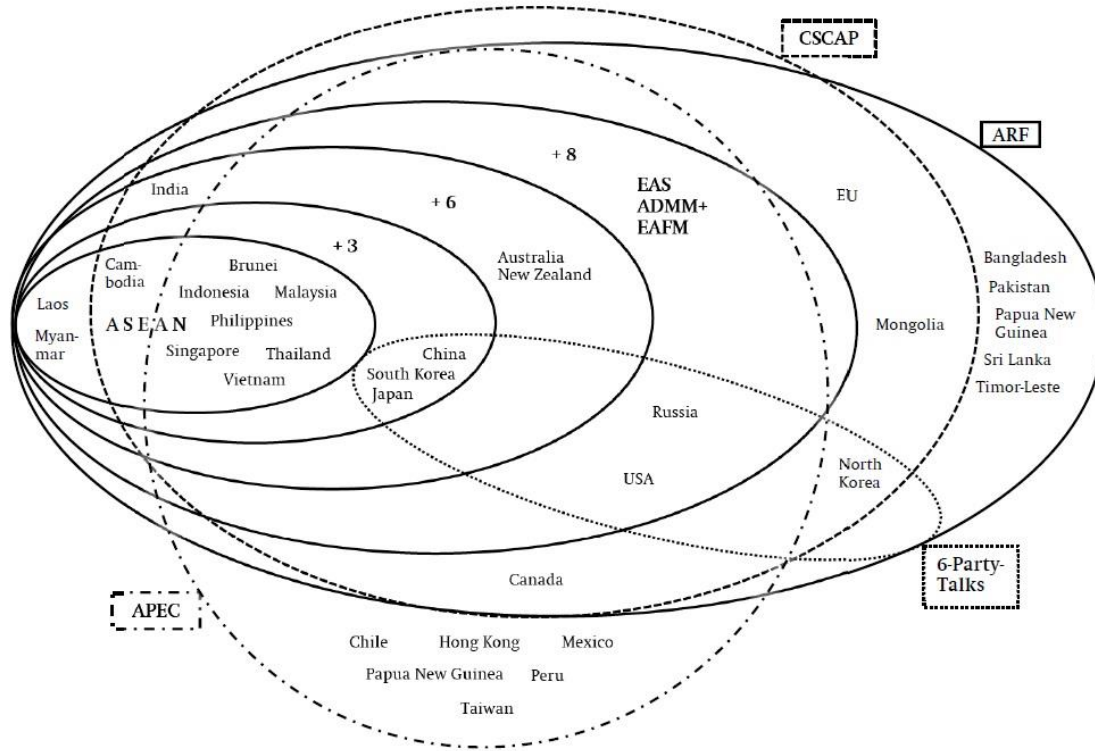 CSCAP
ARF
+ 8
EAS
ADMM+
EAFM
EU
India
+ 6
+ 3
Australia
New Zealand
Bangladesh
Pakistan
Papua New
Guinea
Sri Lanka
Timor-Leste
Cam-
bodia
Brunei
Indonesia Malaysia
Laos
Myan-
mar
ASEAN
Philippines
Singapore Thailand
Vietnam
China
South Korea
Japan
Mongolia
Russia
USA
North
Korea
Canada
6-Party-
Talks
APEC
Chile Hong Kong Mexico
Papua New Guinea Peru
Taiwan